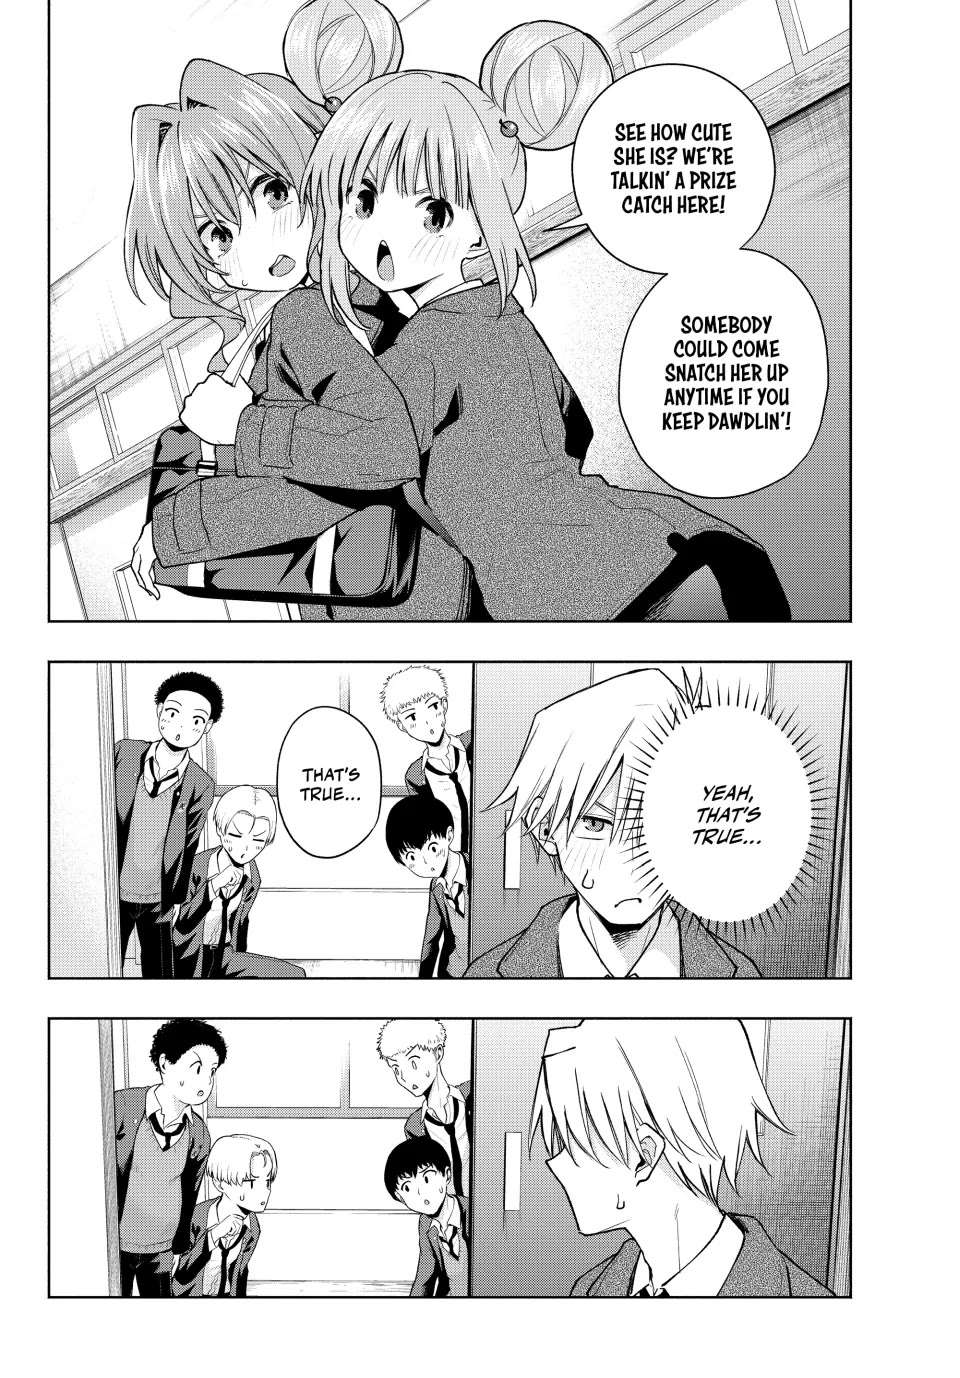 SEE HOW CUTE
SHE IS? WE'RE
TALKIN' A PRIZE
CATCH HERE!
SOMEBODY
COULD COME
SNATCH HER UP
ANYTIME IF YOU
KEEP DAWDLIN'!
YEAH,
THAT'S
TRUE...
THAT'S
TRUE...